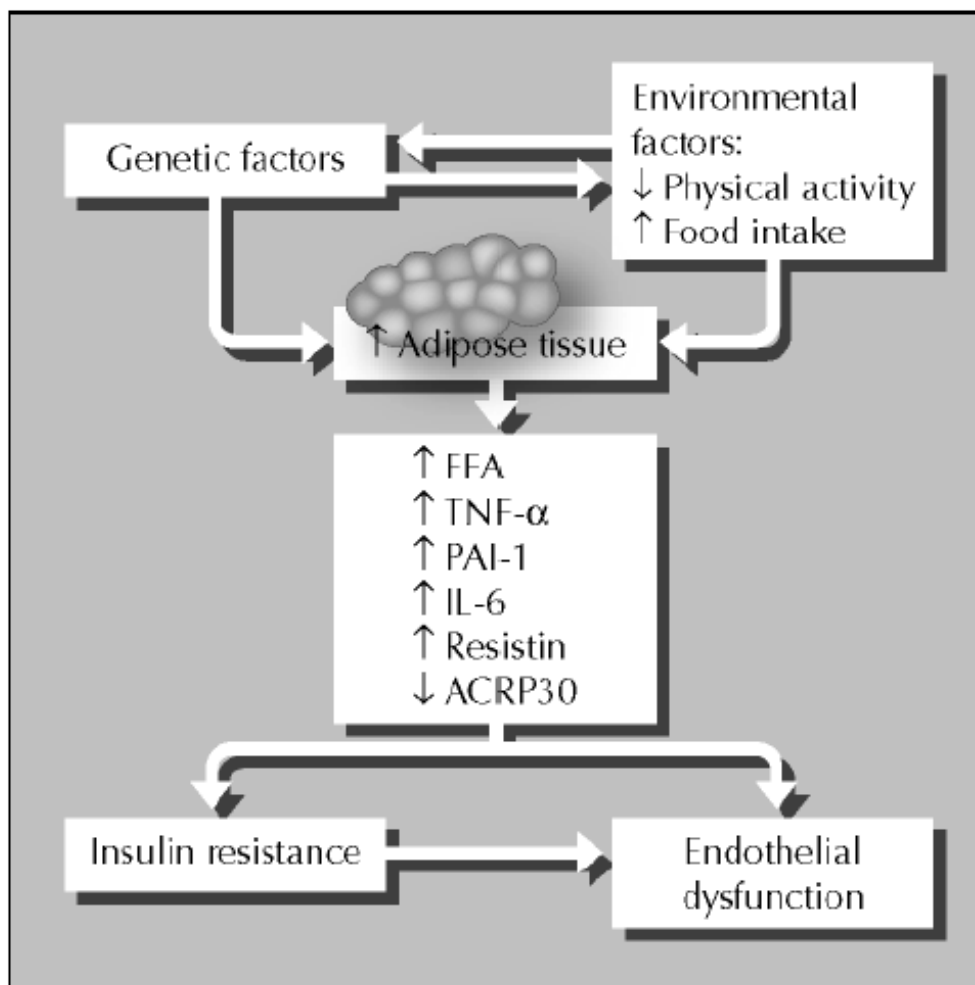 Genetic factors
Environmental
factors:
↓ Physical activity
↑ Food intake
↑ Adipose tissue
↑ FFA
↑ TNF-α
↑ PAI-1
↑ IL-6
↑ Resistin
↓ ACRP30
Insulin resistance
Endothelial
dysfunction